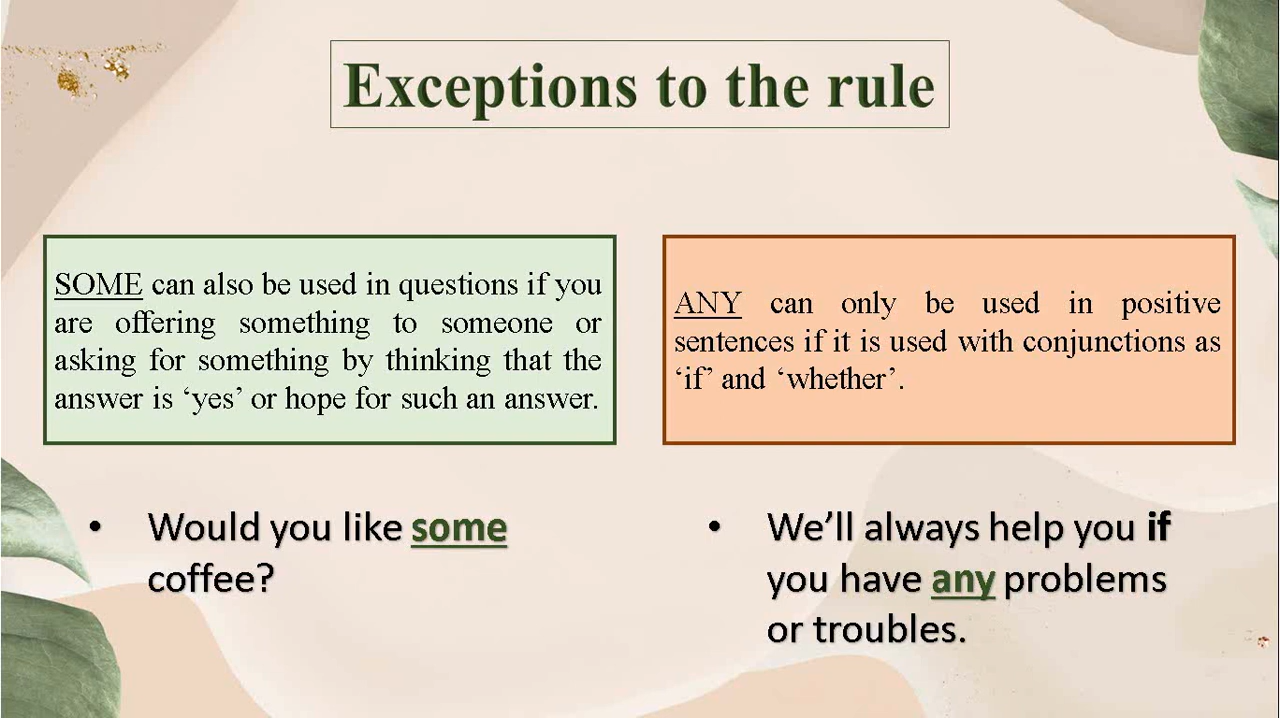 Exceptions to the rule
SOME can also be used in questions if you
are offering something to someone or
asking for something by thinking that the
answer is ‘yes’ or hope for such an answer.
ANY can only be used in positive
sentences if it is used with conjunctions as
‘if’ and ‘whether’.
• Would you like some
coffee?
• We’ll always help you if
you have any problems
or troubles.